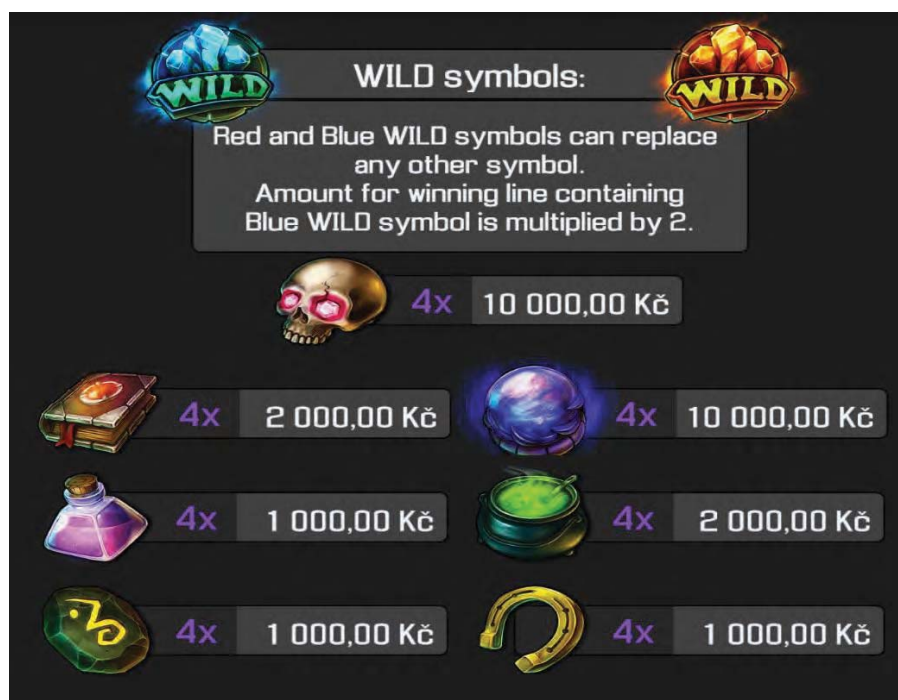 WILD
WILD symbols:
WILD
Red and Blue WILD symbols can replace
any other symbol.
Amount for winning line containing
Blue WILD symbol is multiplied by 2.
4x 10 000,00 Kč
4x 2 000,00 Kč
4x 10 000,00 Kč
4x 1 000,00 Kč
4x 2 000,00 Kč
4x 1 000,00 Kč
4x 1 000,00 Kč